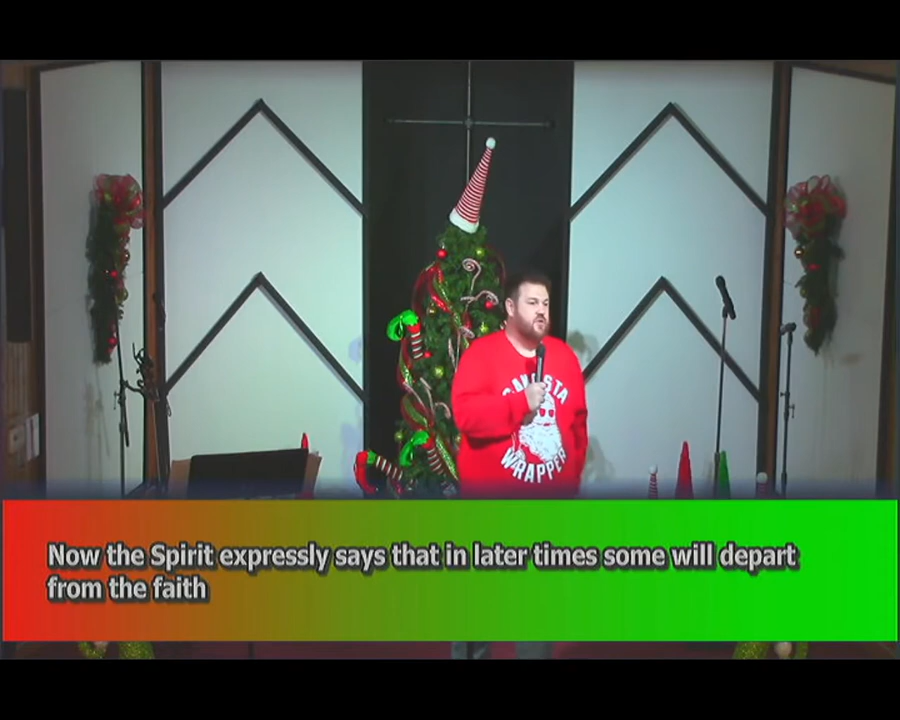 GANGSTA
WRAPPER
Now the Spirit expressly says that in later times some will depart
from the faith